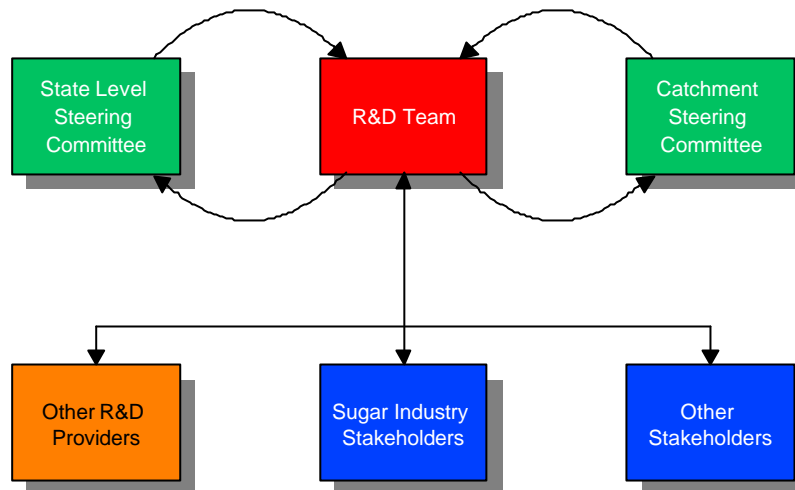 State Level
Steering
Committee
R&D Team
Catchment
Steering
Committee
Other R&D
Providers
Sugar Industry
Stakeholders
Other
Stakeholders